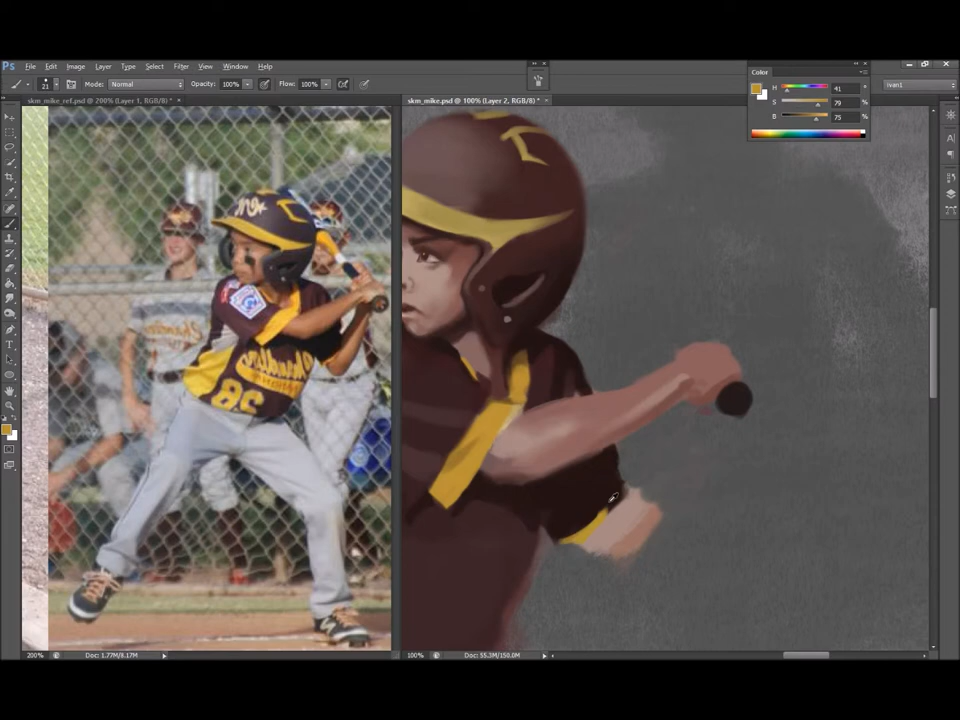 Ps File Edit Image Layer Type Select Filter View Window Help
21 Mode: Normal Opacity: 100% Flow: 100% ivan1
skm_mike_ref.psd @ 200% (Layer 1, RGB/8) * ×
skm_mike.psd @ 100% (Layer 2, RGB/8) * ×
Color
H 41 °
S 79 %
B 75 %
200% Doc: 1.77M/8.17M
100% Doc: 55.3M/150.0M